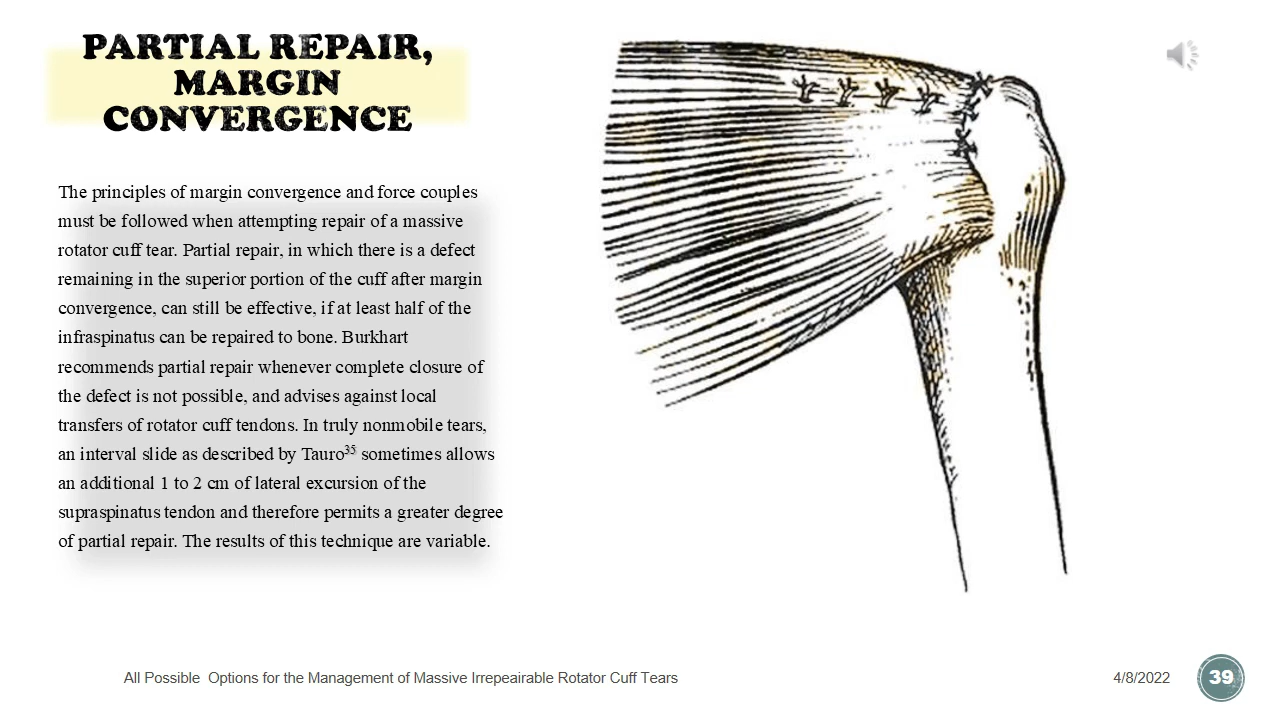 PARTIAL REPAIR,
MARGIN
CONVERGENCE
The principles of margin convergence and force couples
must be followed when attempting repair of a massive
rotator cuff tear. Partial repair, in which there is a defect
remaining in the superior portion of the cuff after margin
convergence, can still be effective, if at least half of the
infraspinatus can be repaired to bone. Burkhart
recommends partial repair whenever complete closure of
the defect is not possible, and advises against local
transfers of rotator cuff tendons. In truly nonmobile tears,
an interval slide as described by Tauro35 sometimes allows
an additional 1 to 2 cm of lateral excursion of the
supraspinatus tendon and therefore permits a greater degree
of partial repair. The results of this technique are variable.
All Possible Options for the Management of Massive Irrepeairable Rotator Cuff Tears
4/8/2022
39